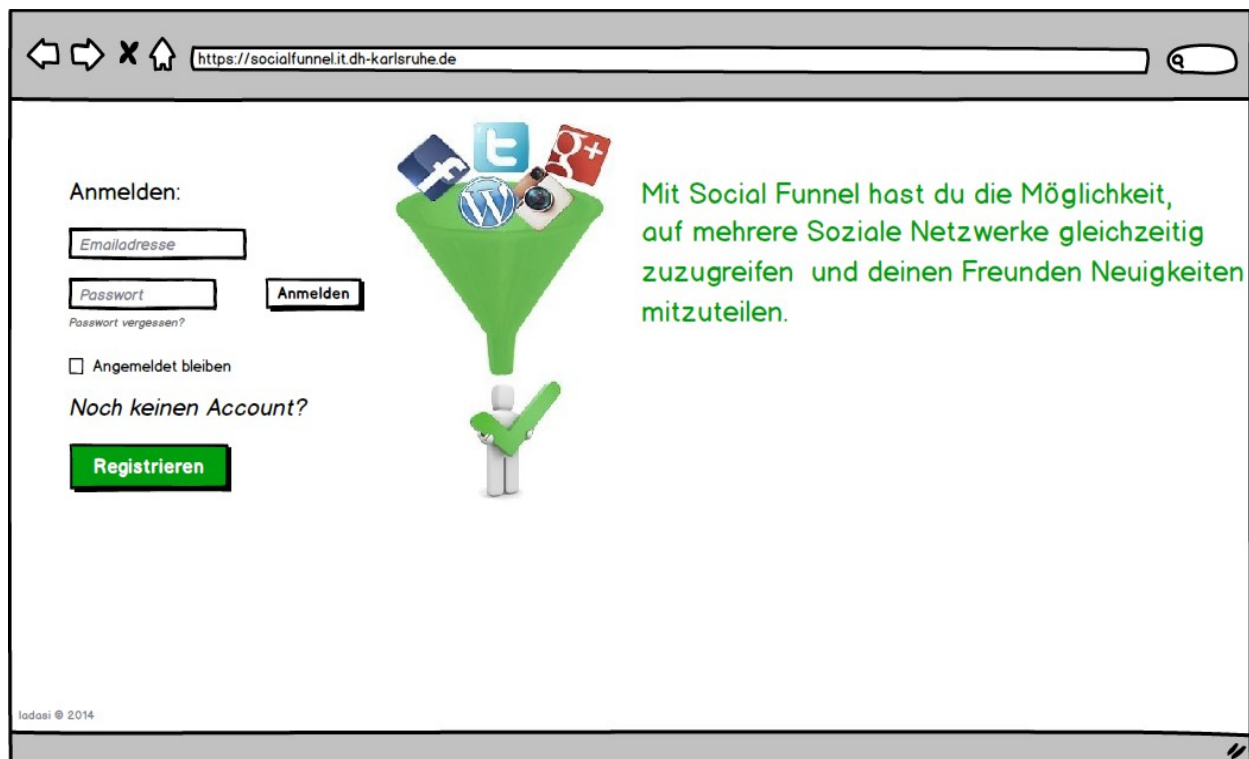 https://socialfunnel.it.dh-karlsruhe.de
Anmelden:
Emailadresse
Passwort
Anmelden
Passwort vergessen?
Angemeldet bleiben
Noch keinen Account?
Registrieren
f
t
g+
W
Mit Social Funnel hast du die Möglichkeit,
auf mehrere Soziale Netzwerke gleichzeitig
zuzugreifen und deinen Freunden Neuigkeiten
mitzuteilen.
ladasi © 2014